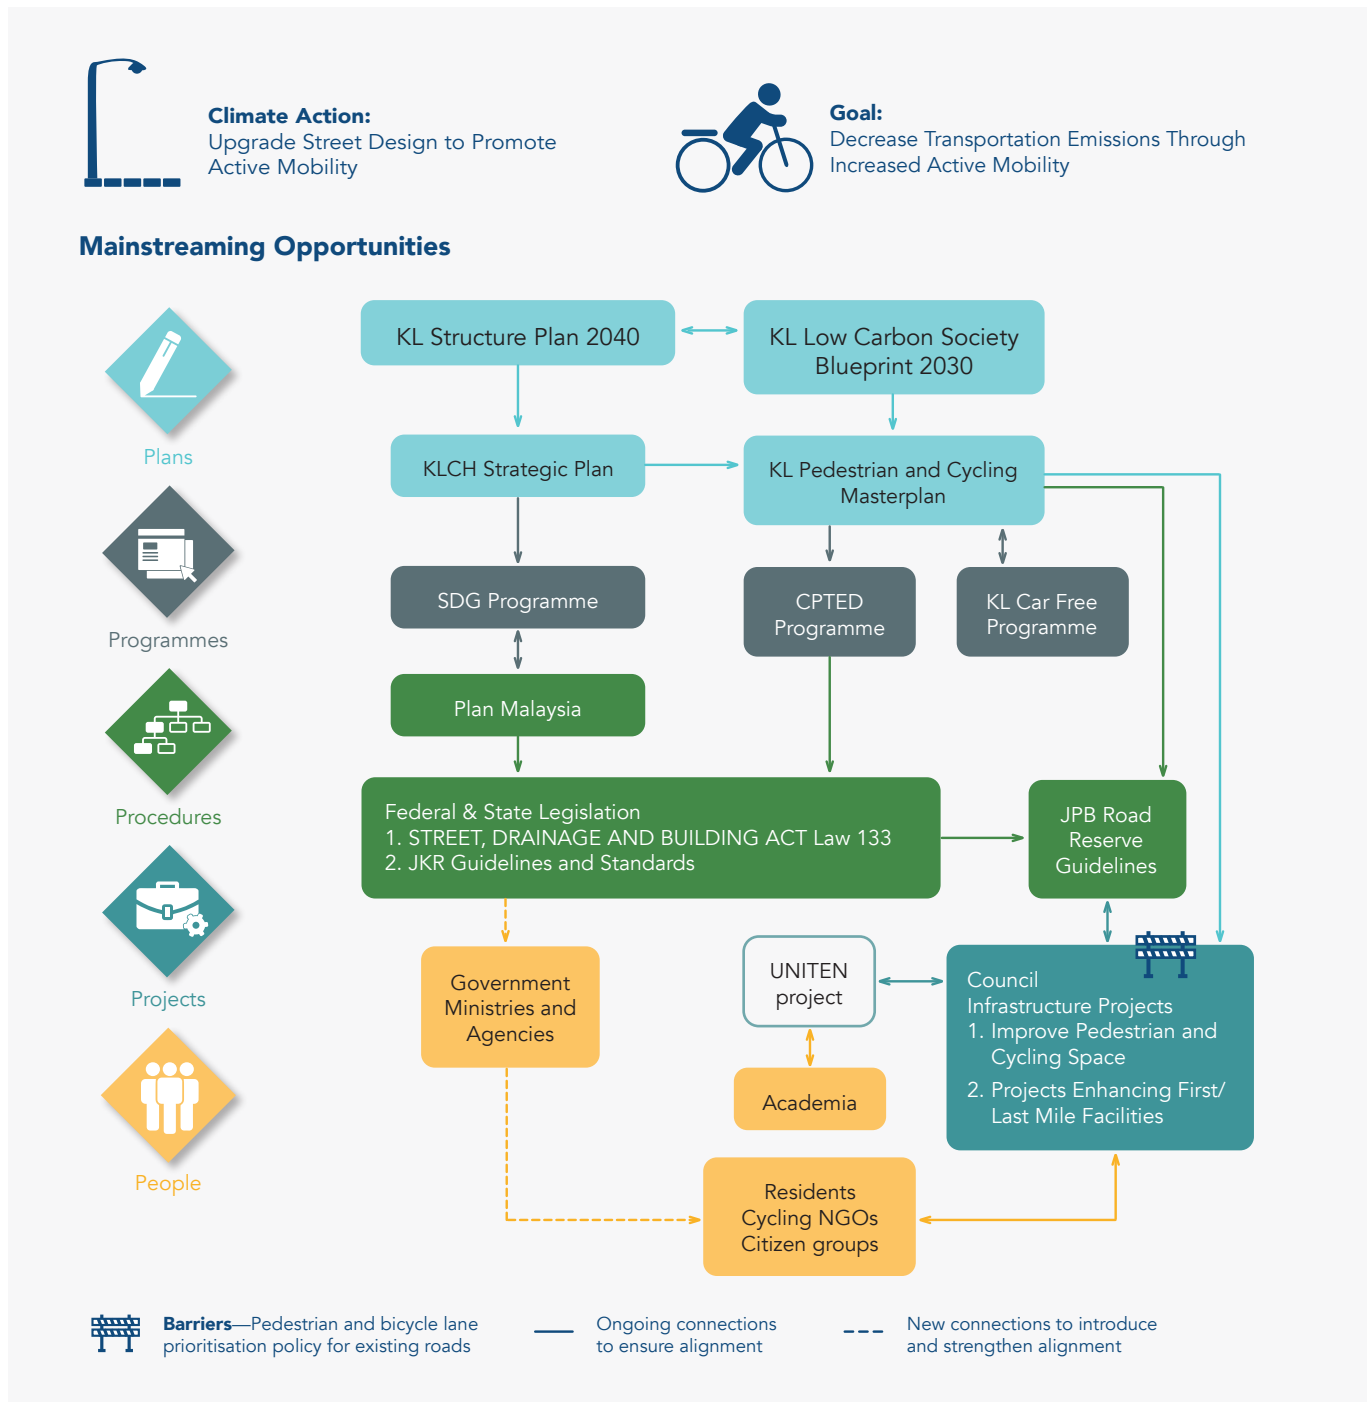 Climate Action:
Upgrade Street Design to Promote
Active Mobility
Goal:
Decrease Transportation Emissions Through
Increased Active Mobility
Mainstreaming Opportunities
Plans
Programmes
Procedures
Projects
People
KL Structure Plan 2040
KL Low Carbon Society
Blueprint 2030
KLCH Strategic Plan
KL Pedestrian and Cycling
Masterplan
SDG Programme
CPTED
Programme
KL Car Free
Programme
Plan Malaysia
Federal & State Legislation
1. STREET, DRAINAGE AND BUILDING ACT Law 133
2. JKR Guidelines and Standards
JPB Road
Reserve
Guidelines
Government
Ministries and
Agencies
UNITEN
project
Council
Infrastructure Projects
1. Improve Pedestrian and
Cycling Space
2. Projects Enhancing First/
Last Mile Facilities
Academia
Residents
Cycling NGOs
Citizen groups
Barriers—Pedestrian and bicycle lane
prioritisation policy for existing roads
Ongoing connections
to ensure alignment
New connections to introduce
and strengthen alignment